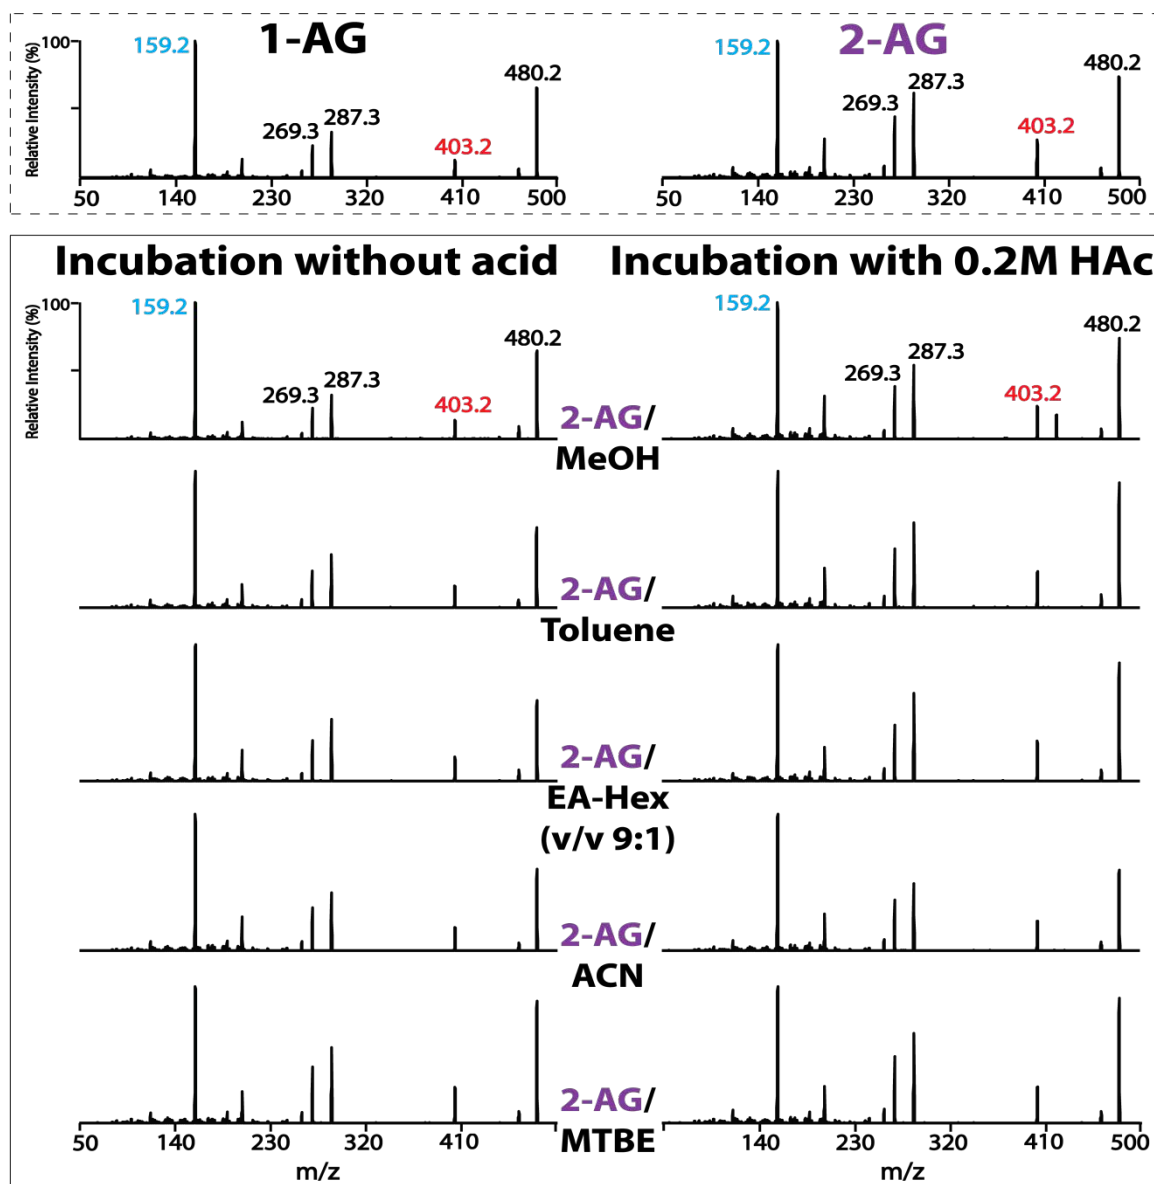 1-AG
2-AG
Relative Intensity (%)
100
159.2
269.3
287.3
403.2
480.2
50 140 230 320 410 500
159.2
269.3
287.3
403.2
480.2
50 140 230 320 410 500
Incubation without acid
Incubation with 0.2M HAc
Relative Intensity (%)
100
159.2
269.3
287.3
403.2
480.2
159.2
269.3
287.3
403.2
480.2
2-AG/
MeOH
2-AG/
Toluene
2-AG/
EA-Hex
(v/v 9:1)
2-AG/
ACN
2-AG/
MTBE
50 140 230 320 410
m/z
140 230 320 410 500
m/z